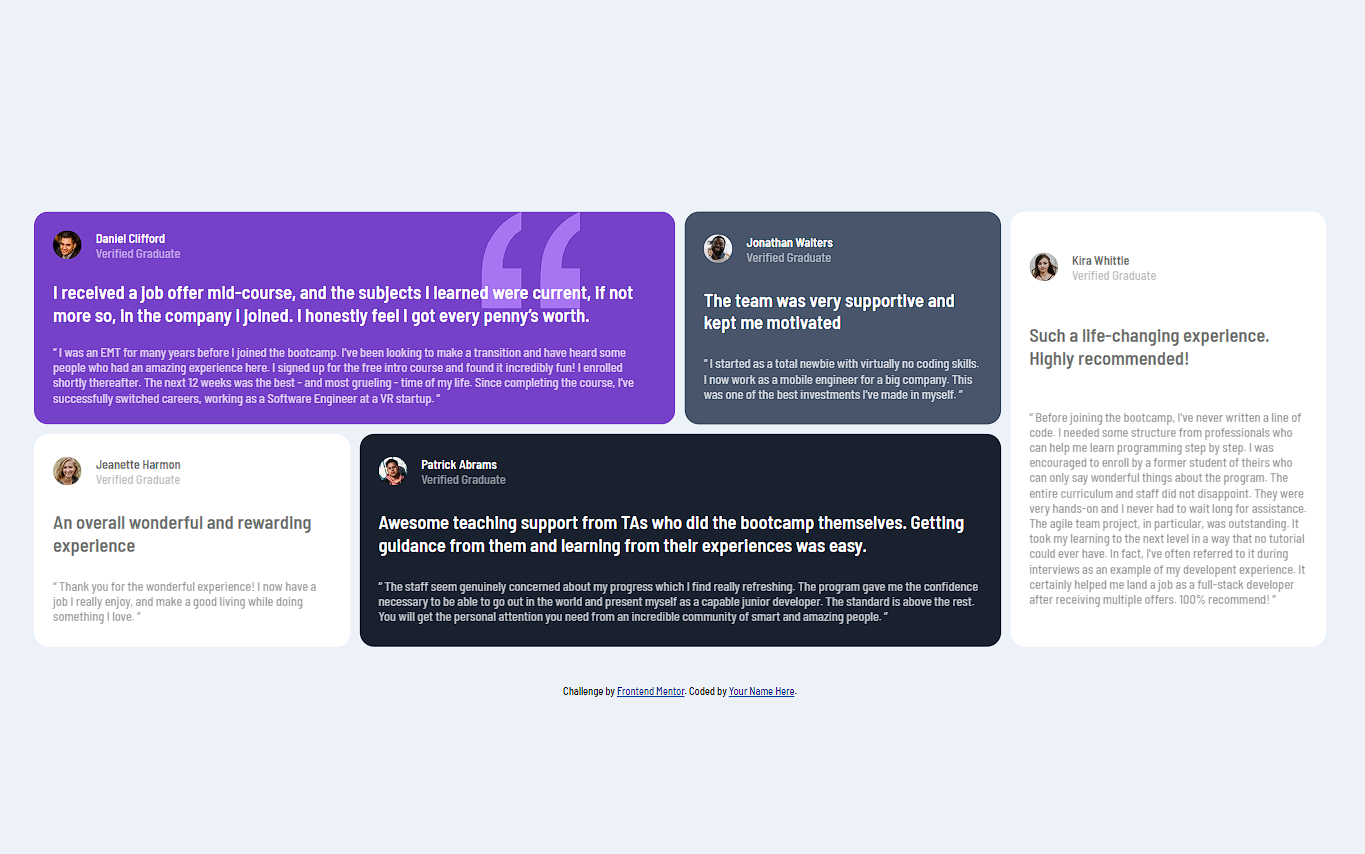 Daniel Clifford
Verified Graduate
I received a job offer mid-course, and the subjects I learned were current, if not
more so, in the company I joined. I honestly feel I got every penny’s worth.
“ I was an EMT for many years before I joined the bootcamp. I’ve been looking to make a transition and have heard some
people who had an amazing experience here. I signed up for the free intro course and found it incredibly fun! I enrolled
shortly thereafter. The next 12 weeks was the best – and most grueling – time of my life. Since completing the course, I’ve
successfully switched careers, working as a Software Engineer at a VR startup. ”
Jonathan Walters
Verified Graduate
The team was very supportive and
kept me motivated
“ I started as a total newbie with virtually no coding skills.
I now work as a mobile engineer for a big company. This
was one of the best investments I’ve made in myself. ”
Kira Whittle
Verified Graduate
Such a life-changing experience.
Highly recommended!
“ Before joining the bootcamp, I’ve never written a line of
code. I needed some structure from professionals who
can help me learn programming step by step. I was
encouraged to enroll by a former student of theirs who
can only say wonderful things about the program. The
entire curriculum and staff did not disappoint. They were
very hands-on and I never had to wait long for assistance.
The agile team project, in particular, was outstanding. It
took my learning to the next level in a way that no tutorial
could ever have. In fact, I’ve often referred to it during
interviews as an example of my developent experience. It
certainly helped me land a job as a full-stack developer
after receiving multiple offers. 100% recommend! ”
Jeanette Harmon
Verified Graduate
An overall wonderful and rewarding
experience
“ Thank you for the wonderful experience! I now have a
job I really enjoy, and make a good living while doing
something I love. ”
Patrick Abrams
Verified Graduate
Awesome teaching support from TAs who did the bootcamp themselves. Getting
guidance from them and learning from their experiences was easy.
“ The staff seem genuinely concerned about my progress which I find really refreshing. The program gave me the confidence
necessary to be able to go out in the world and present myself as a capable junior developer. The standard is above the rest.
You will get the personal attention you need from an incredible community of smart and amazing people. ”
Challenge by Frontend Mentor. Coded by Your Name Here.